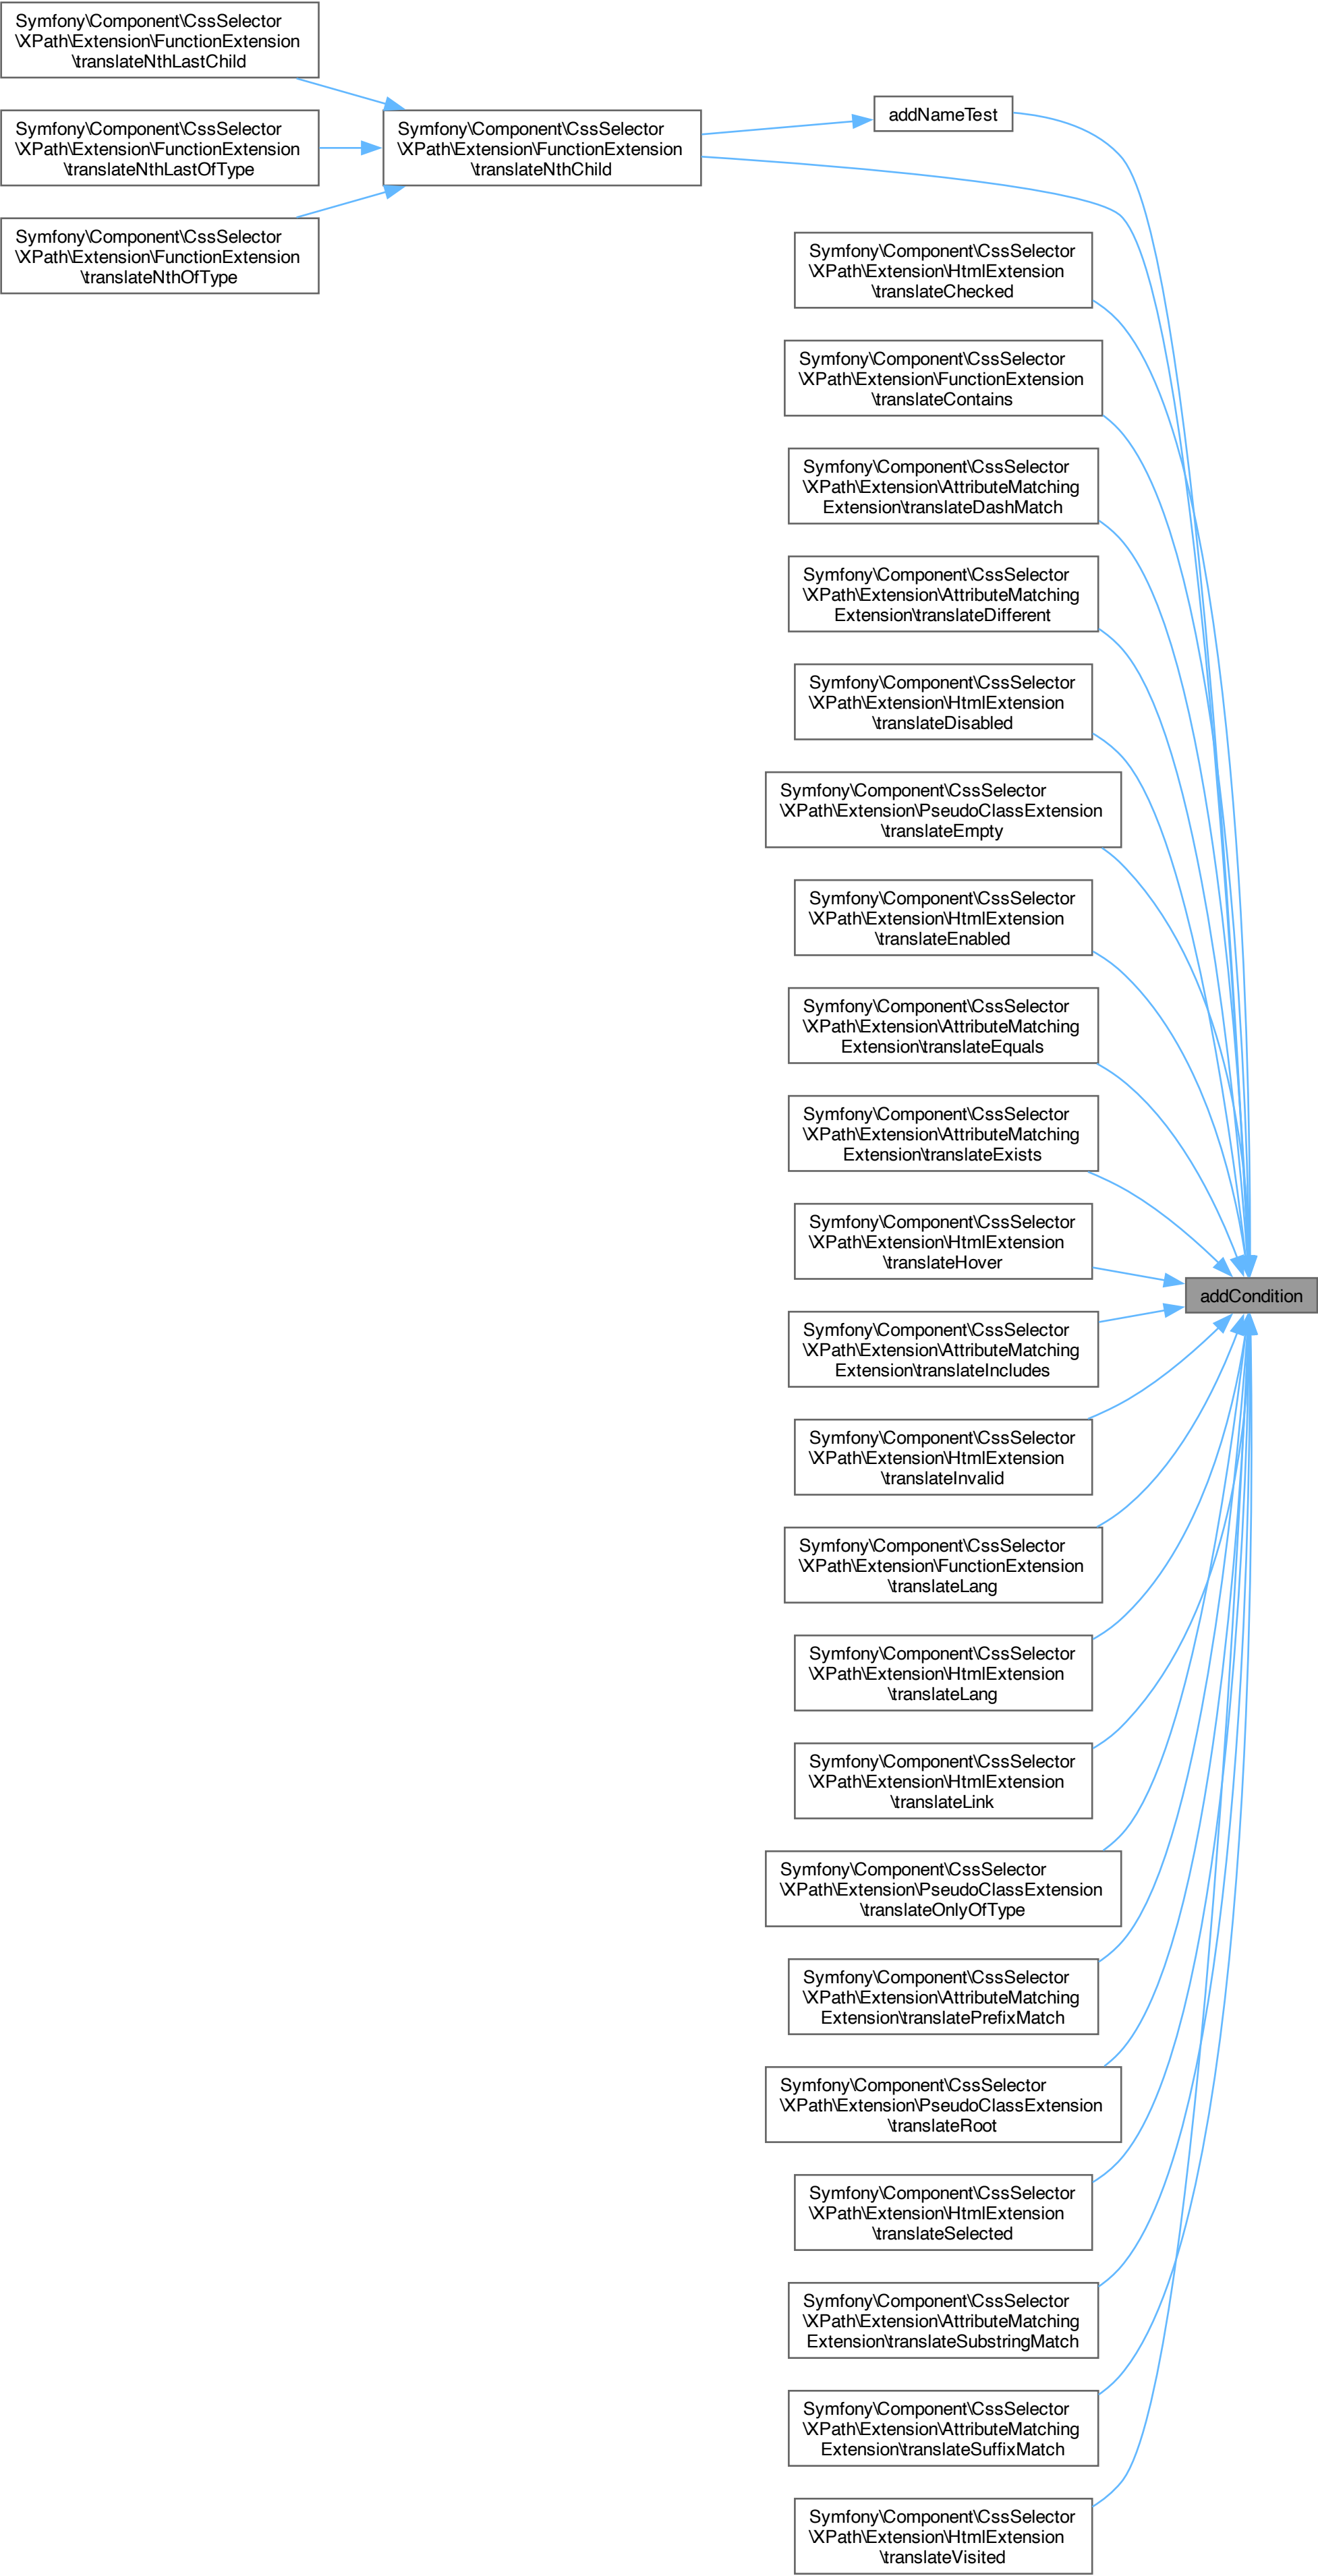 Symfony\Component\CssSelector
\XPath\Extension\FunctionExtension
\translateNthLastChild
Symfony\Component\CssSelector
\XPath\Extension\FunctionExtension
\translateNthLastOfType
Symfony\Component\CssSelector
\XPath\Extension\FunctionExtension
\translateNthOfType
Symfony\Component\CssSelector
\XPath\Extension\FunctionExtension
\translateNthChild
addNameTest
Symfony\Component\CssSelector
\XPath\Extension\HtmlExtension
\translateChecked
Symfony\Component\CssSelector
\XPath\Extension\FunctionExtension
\translateContains
Symfony\Component\CssSelector
\XPath\Extension\AttributeMatching
Extension\translateDashMatch
Symfony\Component\CssSelector
\XPath\Extension\AttributeMatching
Extension\translateDifferent
Symfony\Component\CssSelector
\XPath\Extension\HtmlExtension
\translateDisabled
Symfony\Component\CssSelector
\XPath\Extension\PseudoClassExtension
\translateEmpty
Symfony\Component\CssSelector
\XPath\Extension\HtmlExtension
\translateEnabled
Symfony\Component\CssSelector
\XPath\Extension\AttributeMatching
Extension\translateEquals
Symfony\Component\CssSelector
\XPath\Extension\AttributeMatching
Extension\translateExists
Symfony\Component\CssSelector
\XPath\Extension\HtmlExtension
\translateHover
addCondition
Symfony\Component\CssSelector
\XPath\Extension\AttributeMatching
Extension\translateIncludes
Symfony\Component\CssSelector
\XPath\Extension\HtmlExtension
\translateInvalid
Symfony\Component\CssSelector
\XPath\Extension\FunctionExtension
\translateLang
Symfony\Component\CssSelector
\XPath\Extension\HtmlExtension
\translateLang
Symfony\Component\CssSelector
\XPath\Extension\HtmlExtension
\translateLink
Symfony\Component\CssSelector
\XPath\Extension\PseudoClassExtension
\translateOnlyOfType
Symfony\Component\CssSelector
\XPath\Extension\AttributeMatching
Extension\translatePrefixMatch
Symfony\Component\CssSelector
\XPath\Extension\PseudoClassExtension
\translateRoot
Symfony\Component\CssSelector
\XPath\Extension\HtmlExtension
\translateSelected
Symfony\Component\CssSelector
\XPath\Extension\AttributeMatching
Extension\translateSubstringMatch
Symfony\Component\CssSelector
\XPath\Extension\AttributeMatching
Extension\translateSuffixMatch
Symfony\Component\CssSelector
\XPath\Extension\HtmlExtension
\translateVisited